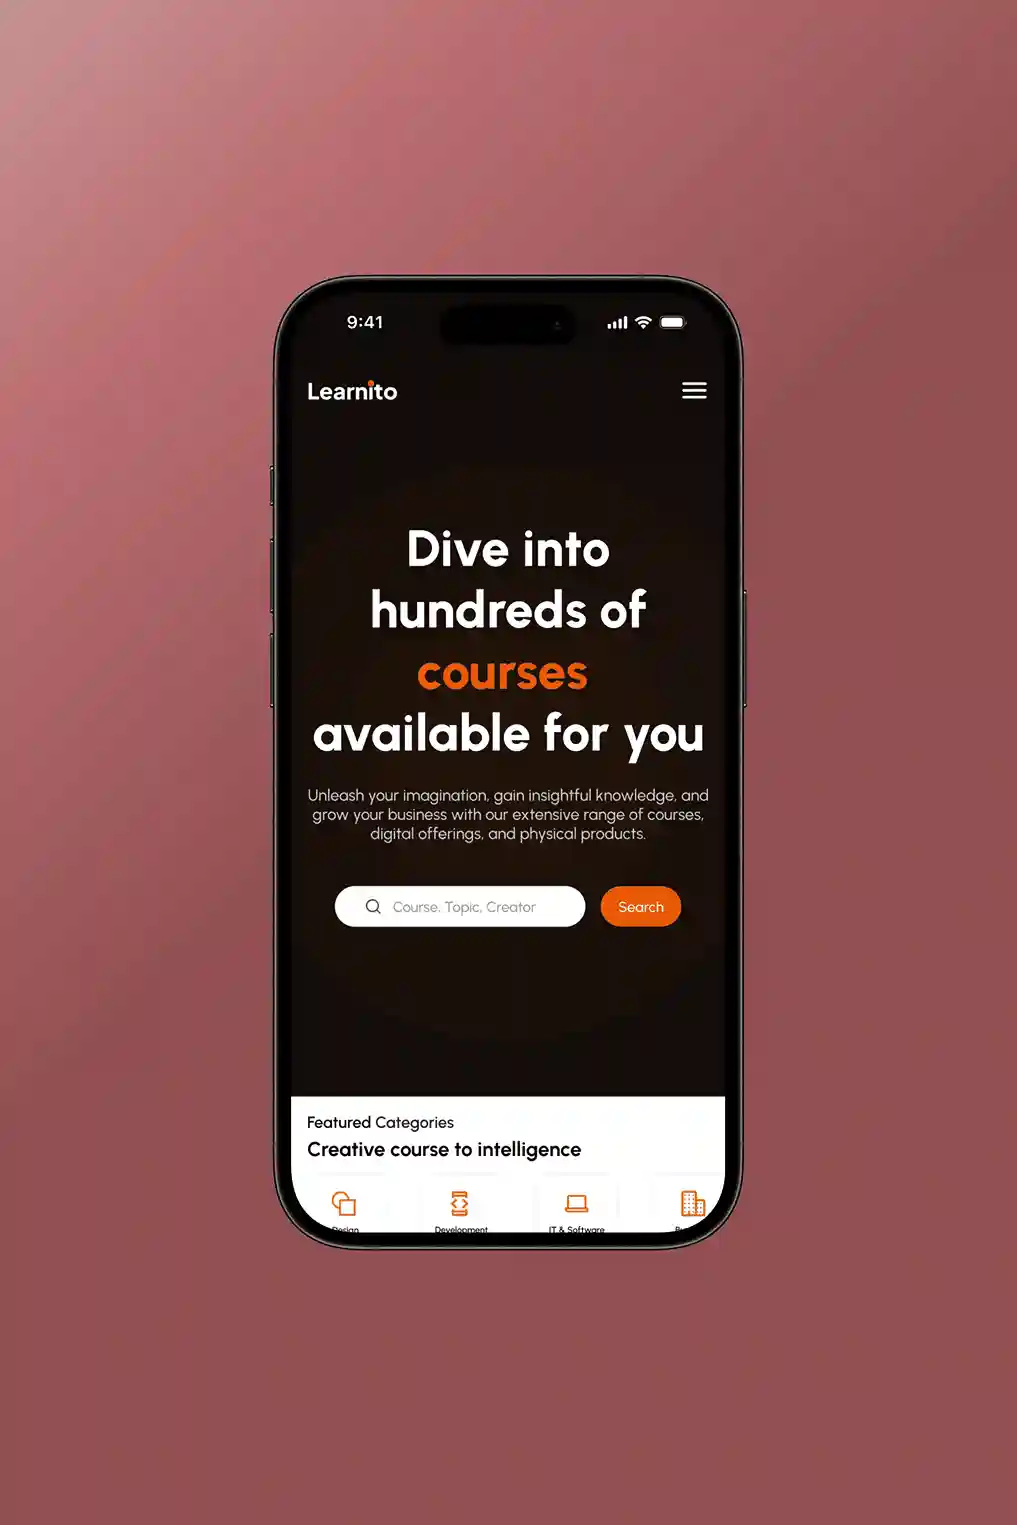 9:41
Learnito
Dive into
hundreds of
courses
available for you
Unleash your imagination, gain insightful knowledge, and
grow your business with our extensive range of courses,
digital offerings, and physical products.
Course, Topic, Creator
Search
Featured Categories
Creative course to intelligence
Design
Development
IT & Software